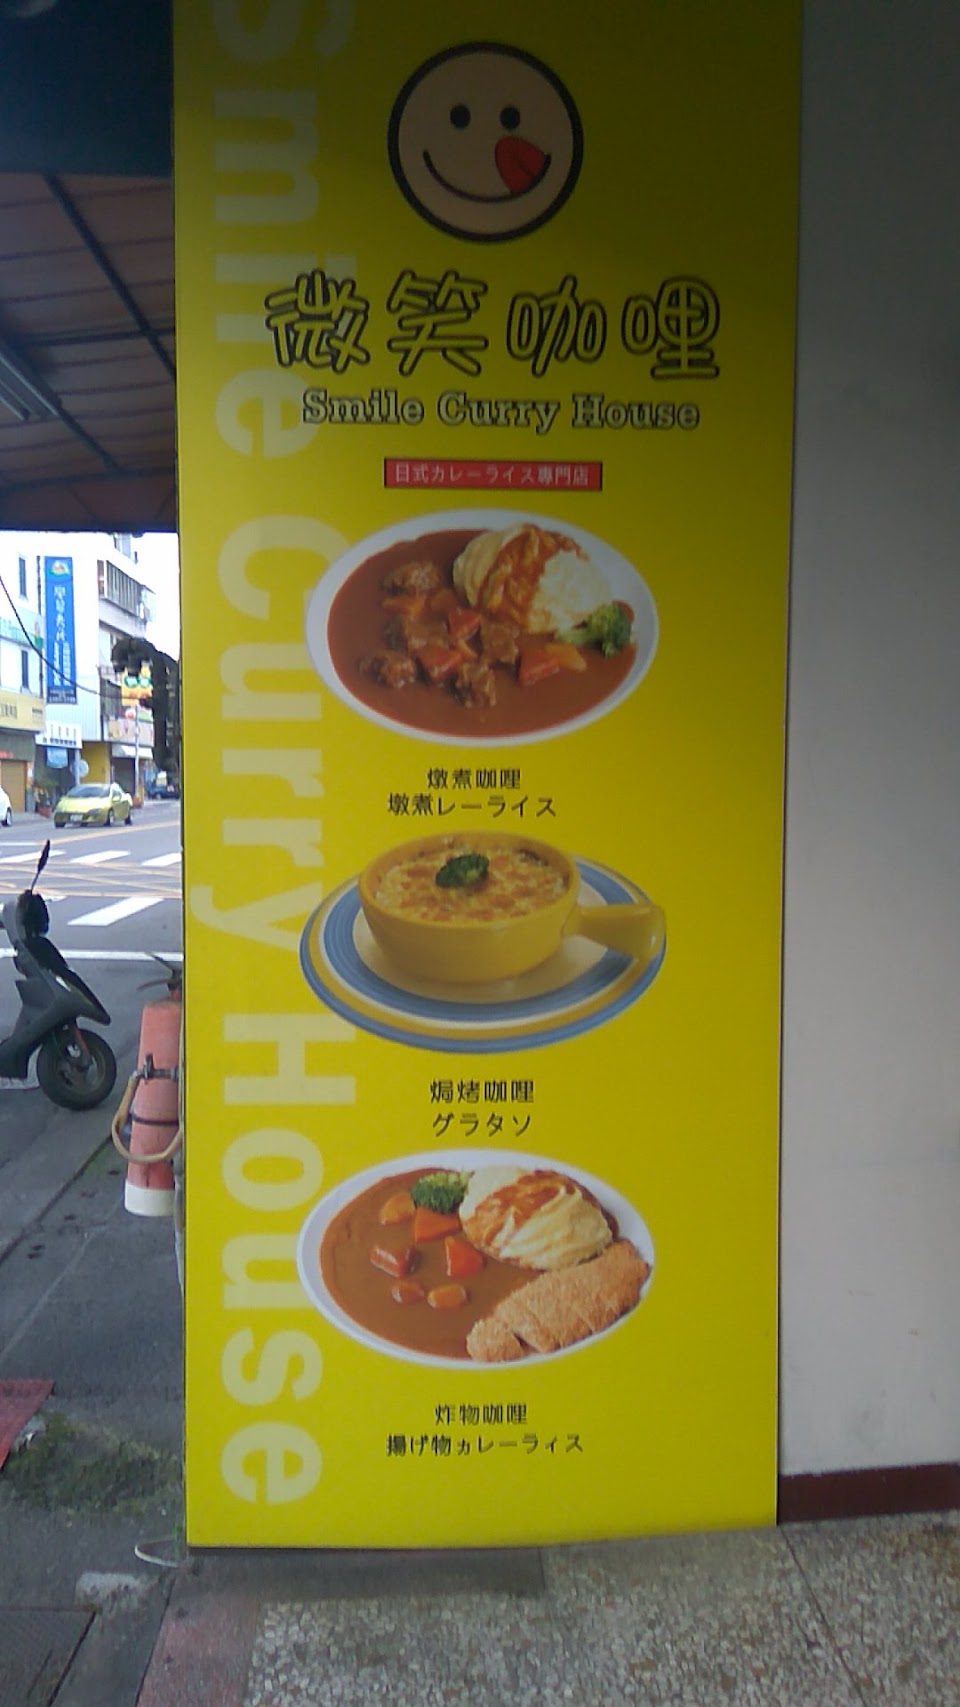 Smile Curry House
微笑咖哩
Smile Curry House
日式カレーライス專門店
燉煮咖哩
墩煮レーライス
焗烤咖哩
グラタソ
炸物咖哩
揚げ物ヵレーライス